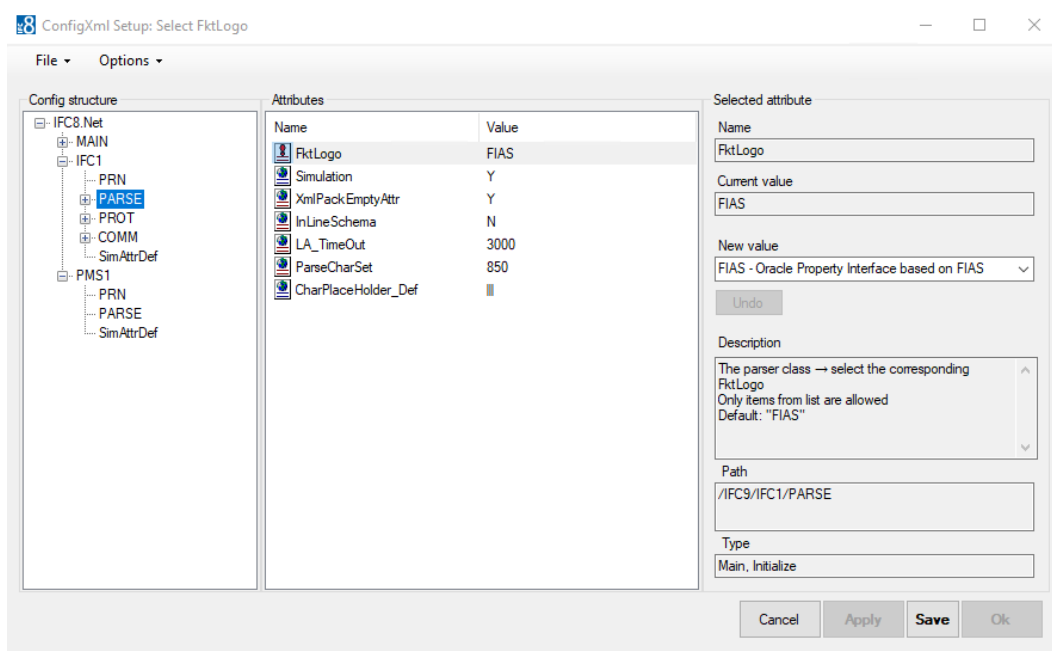 ConfigXml Setup: Select FktLogo
File Options
Config structure
IFC8.Net
MAIN
IFC1
PRN
PARSE
PROT
COMM
SimAttrDef
PMS1
PRN
PARSE
SimAttrDef
Attributes
Name Value
FktLogo FIAS
Simulation Y
XmlPackEmptyAttr Y
InLineSchema N
LA_TimeOut 3000
ParseCharSet 850
CharPlaceHolder_Def
Selected attribute
Name
FktLogo
Current value
FIAS
New value
FIAS - Oracle Property Interface based on FIAS
Undo
Description
The parser class → select the corresponding
FktLogo
Only items from list are allowed
Default: "FIAS"
Path
/IFC9/IFC1/PARSE
Type
Main, Initialize
Cancel Apply Save Ok